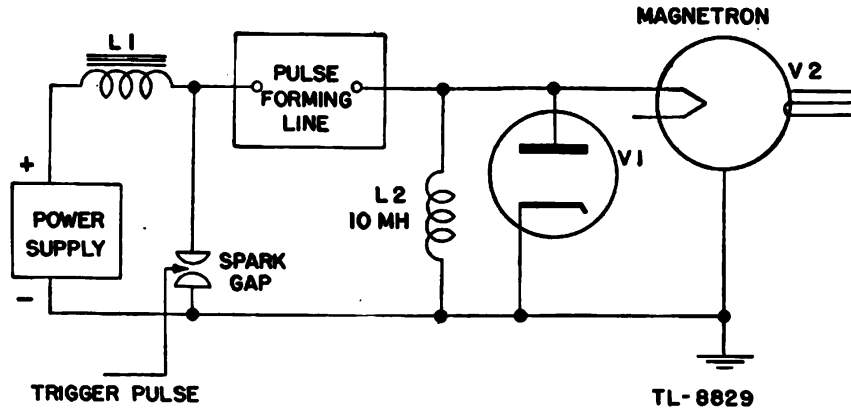 MAGNETRON
L1
V2
PULSE
FORMING
LINE
V1
+
L2
10 MH
POWER
SUPPLY
SPARK
GAP
-
TRIGGER PULSE
TL-8829